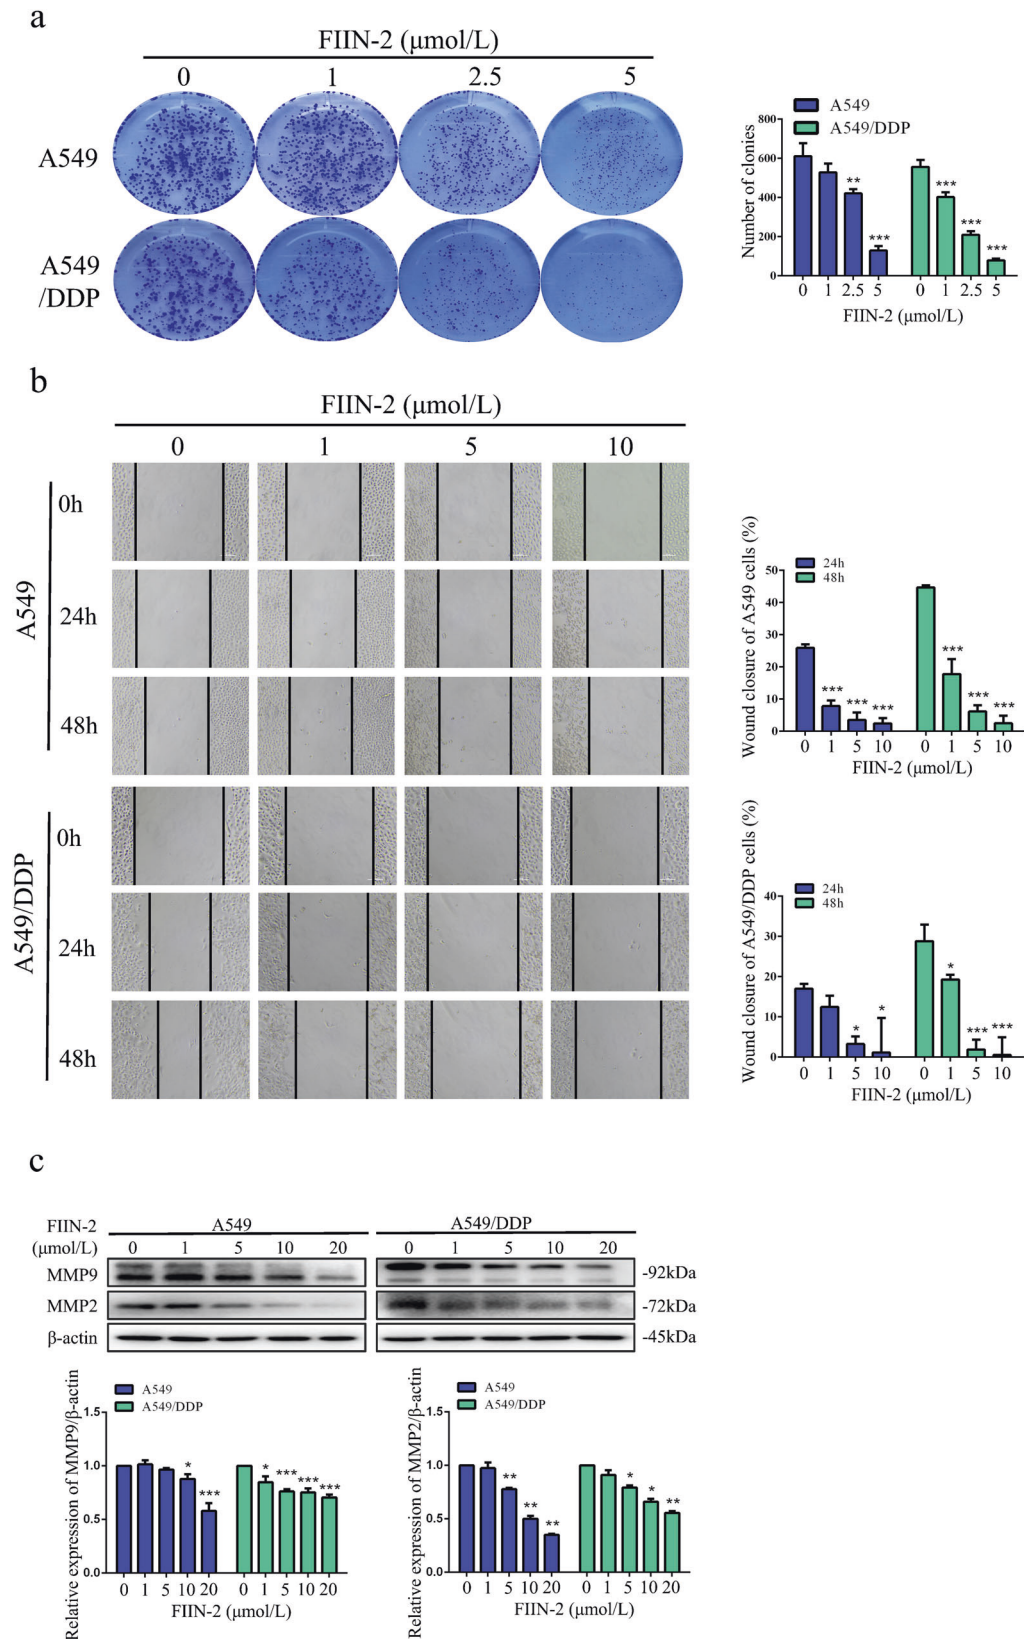 a
FIIN-2 (μmol/L)
0 1 2.5 5
A549
A549
/DDP
A549
A549/DDP
Number of clonies
800
600
400
200
0
** *** *** *** ***
0 1 2.5 5 0 1 2.5 5
FIIN-2 (μmol/L)
b
FIIN-2 (μmol/L)
0 1 5 10
A549
0h
24h
48h
A549/DDP
0h
24h
48h
Wound closure of A549 cells (%)
24h
48h
50
40
30
20
10
0
*** *** *** *** *** ***
0 1 5 10 0 1 5 10
FIIN-2 (μmol/L)
Wound closure of A549/DDP cells (%)
24h
48h
40
30
20
10
0
* * * *** ***
0 1 5 10 0 1 5 10
FIIN-2 (μmol/L)
c
FIIN-2 A549 A549/DDP
(μmol/L) 0 1 5 10 20 0 1 5 10 20
MMP9 -92kDa
MMP2 -72kDa
β-actin -45kDa
Relative expression of MMP9/β-actin
A549
A549/DDP
1.5
1.0
0.5
0.0
* *** * *** *** ***
0 1 5 10 20 0 1 5 10 20
FIIN-2 (μmol/L)
Relative expression of MMP2/β-actin
A549
A549/DDP
1.5
1.0
0.5
0.0
** ** ** * * **
0 1 5 10 20 0 1 5 10 20
FIIN-2 (μmol/L)